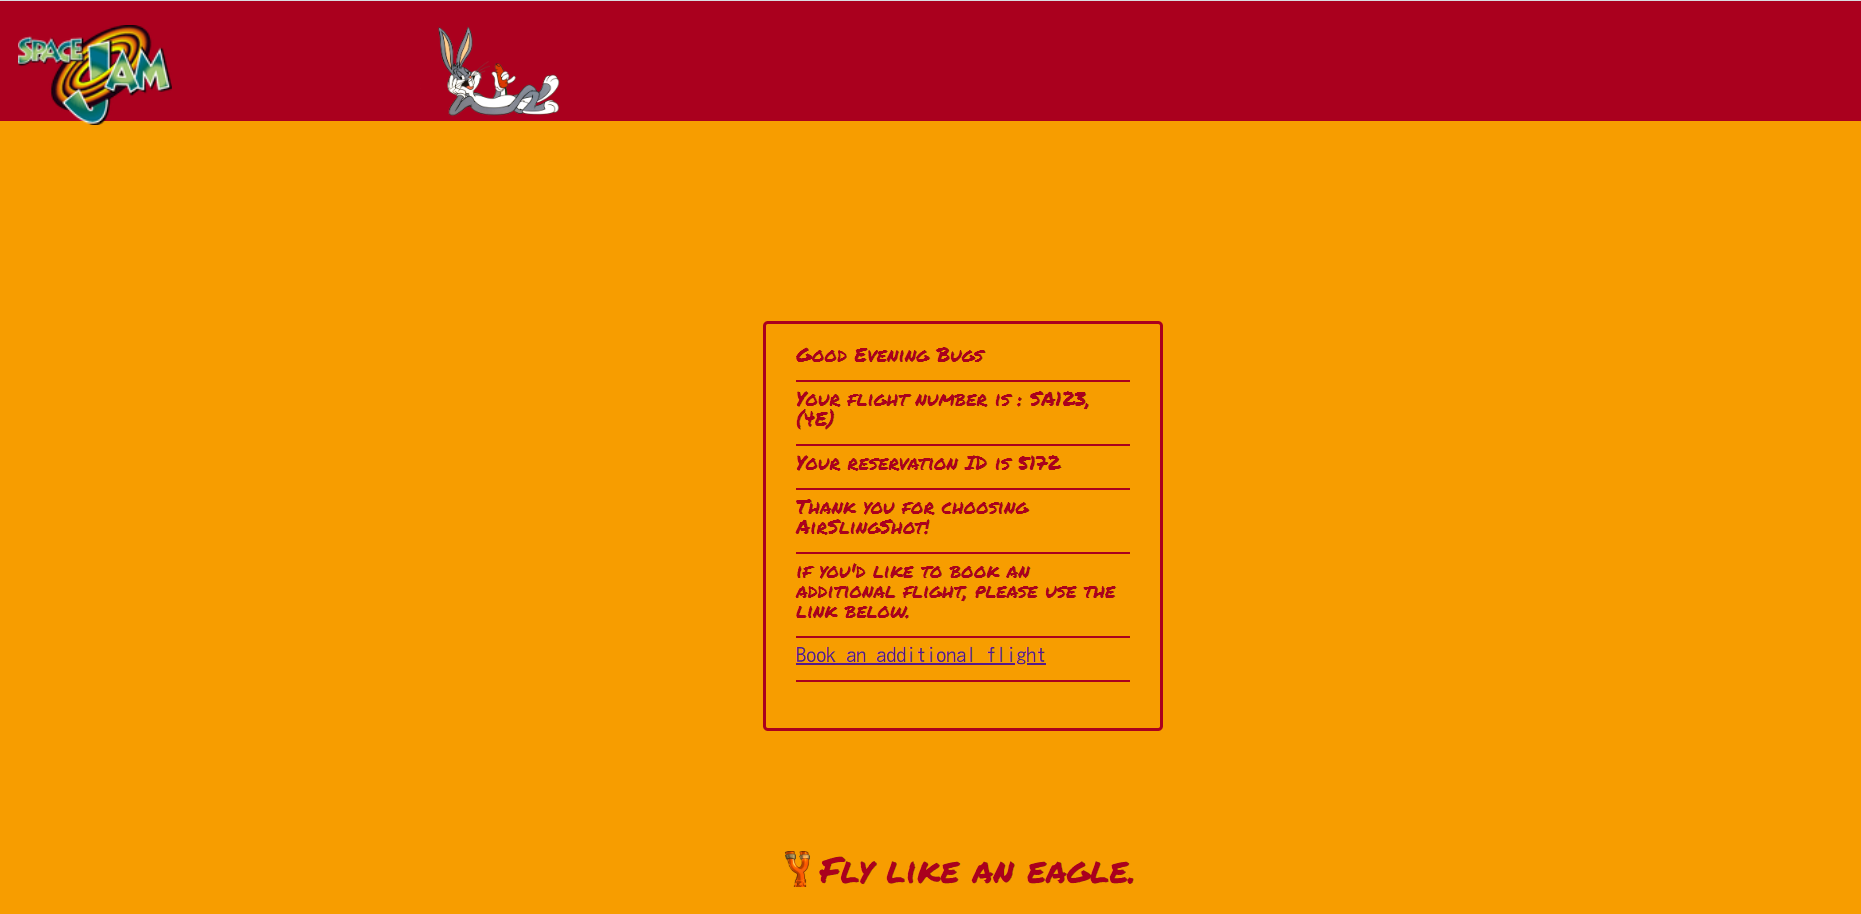 SPACE JAM
Good Evening Bugs
Your flight number is : SA123,
(4E)
Your reservation ID is 5172
Thank you for choosing
AirSlingShot!
if you'd like to book an
additional flight, please use the
link below.
Book an additional flight
Fly like an eagle.